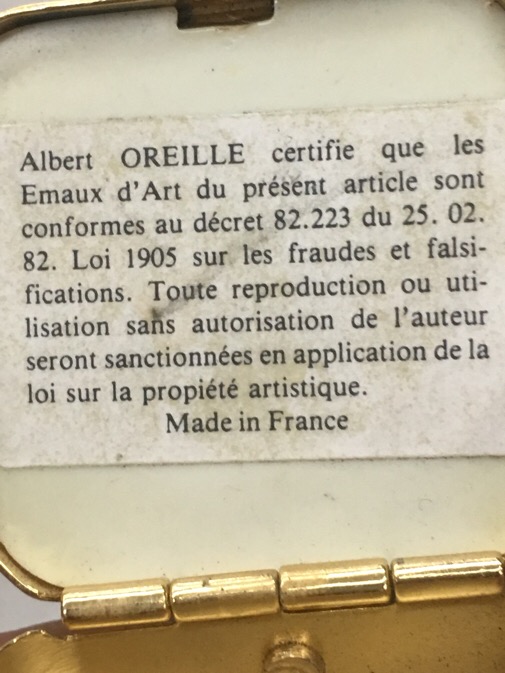 Albert OREILLE certifie que les
Emaux d'Art du présent article sont
conformes au décret 82.223 du 25. 02.
82. Loi 1905 sur les fraudes et falsi-
fications. Toute reproduction ou uti-
lisation sans autorisation de l'auteur
seront sanctionnées en application de la
loi sur la propiété artistique.
Made in France